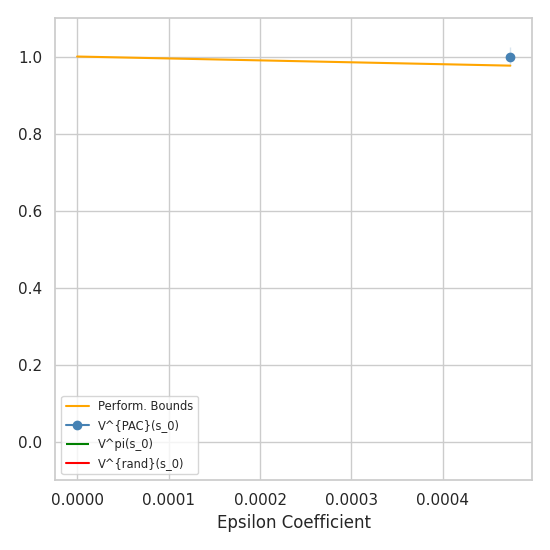 1.0
0.8
0.6
0.4
0.2
0.0
Perform. Bounds
V^{PAC}(s_0)
V^pi(s_0)
V^{rand}(s_0)
0.0000 0.0001 0.0002 0.0003 0.0004
Epsilon Coefficient